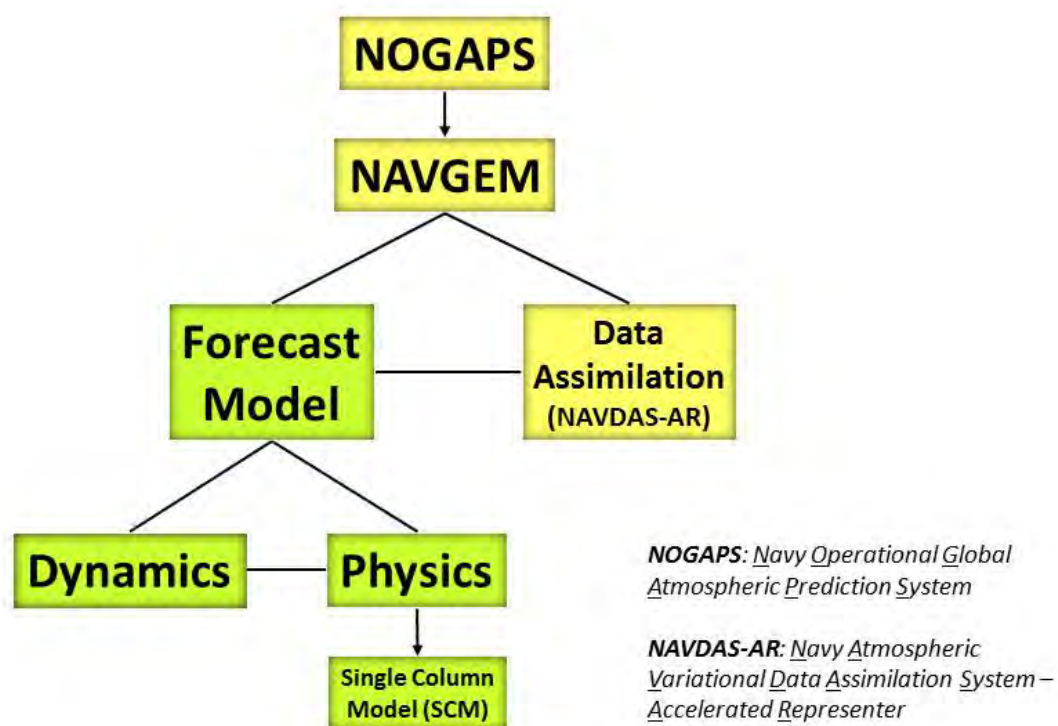 NOGAPS
NAVGEM
Forecast
Model
Data
Assimilation
(NAVDAS-AR)
Dynamics
Physics
Single Column
Model (SCM)
NOGAPS: Navy Operational Global
Atmospheric Prediction System
NAVDAS-AR: Navy Atmospheric
Variational Data Assimilation System –
Accelerated Representer